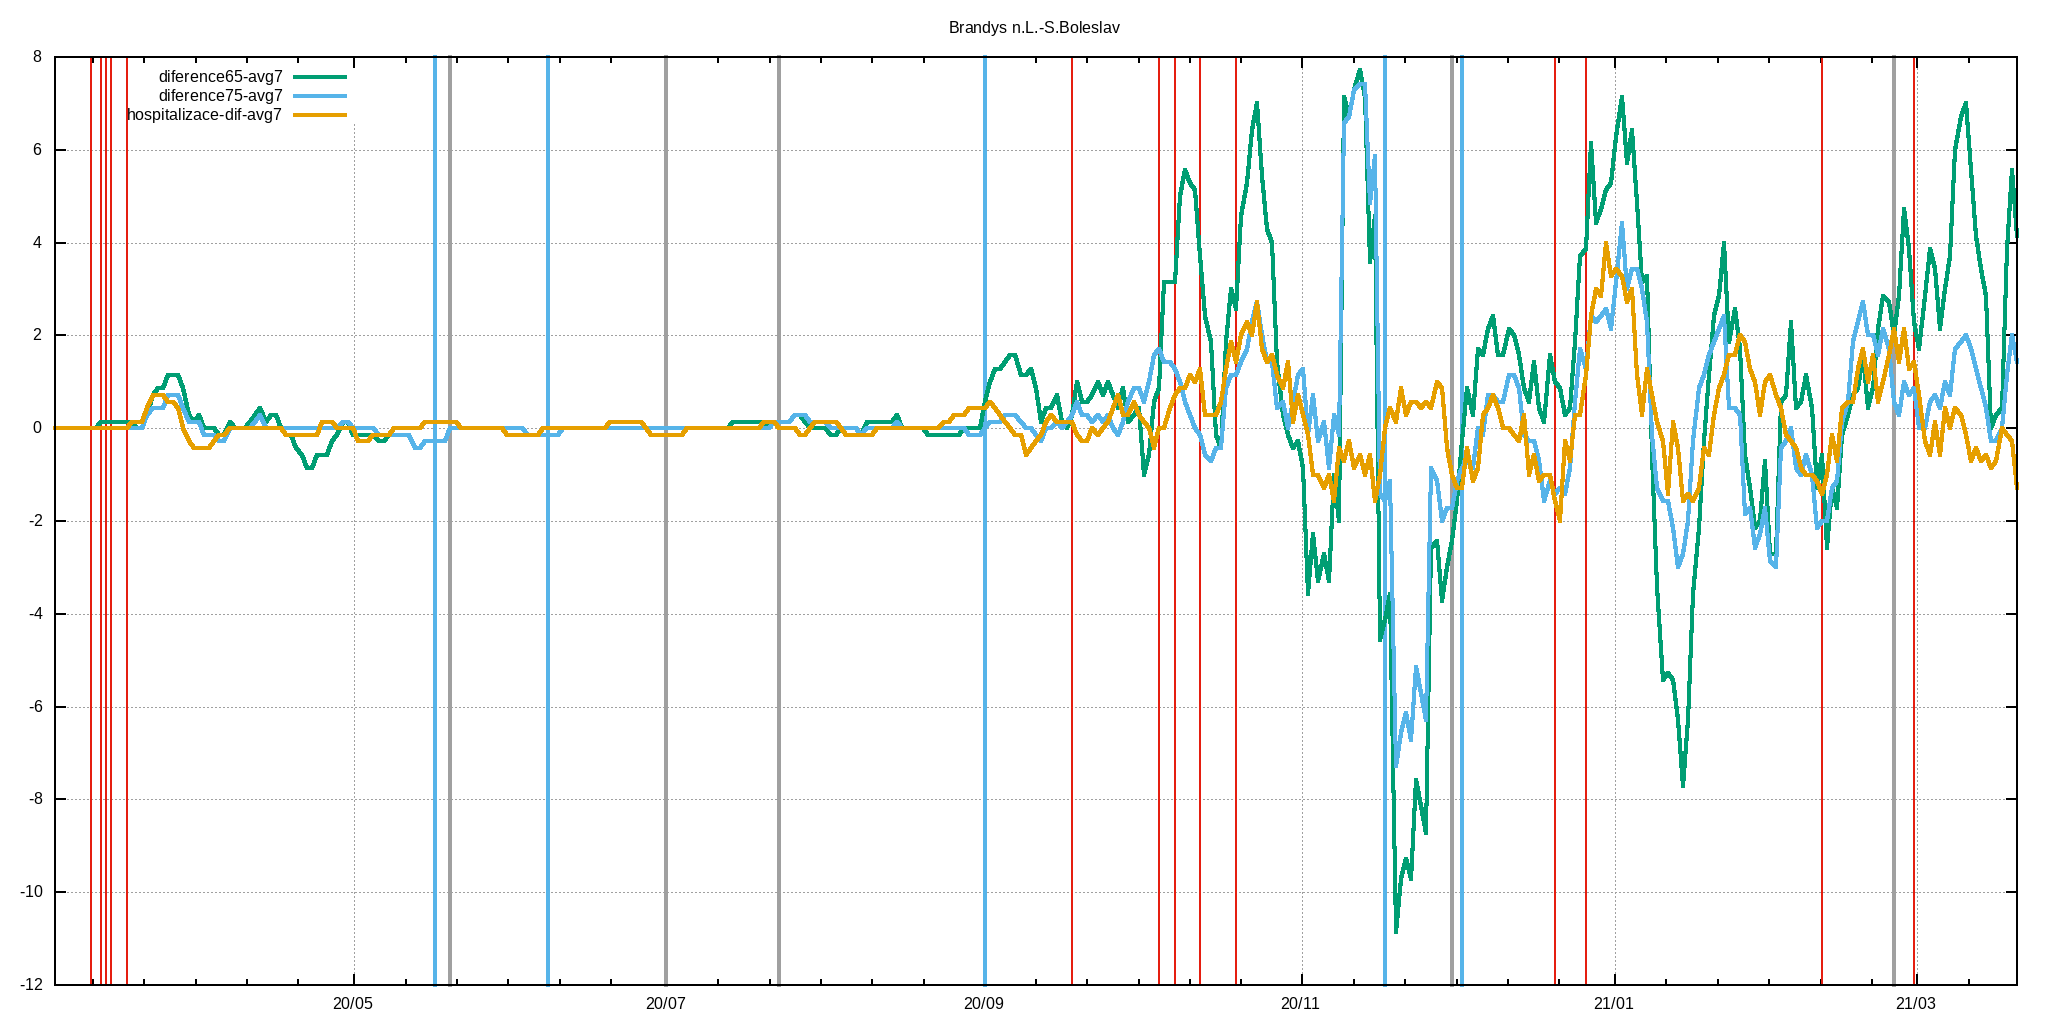 Brandys n.L.-S.Boleslav
diference65-avg7
diference75-avg7
hospitalizace-dif-avg7
8
6
4
2
0
-2
-4
-6
-8
-10
-12
20/05 20/07 20/09 20/11 21/01 21/03